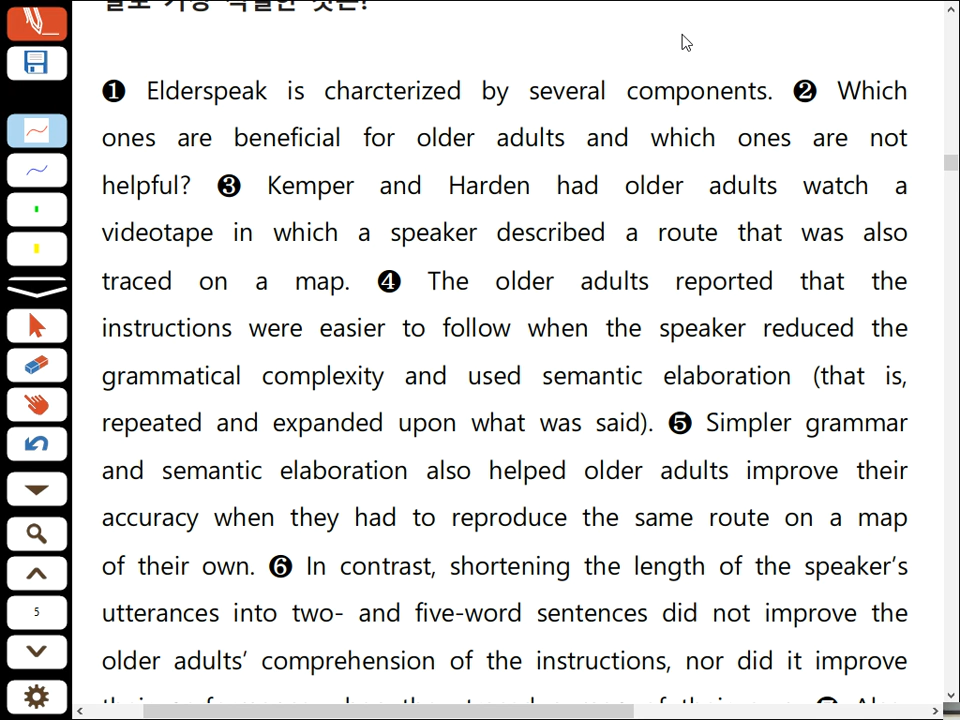 ❶ Elderspeak is charcterized by several components. ❷ Which
ones are beneficial for older adults and which ones are not
helpful? ❸ Kemper and Harden had older adults watch a
videotape in which a speaker described a route that was also
traced on a map. ❹ The older adults reported that the
instructions were easier to follow when the speaker reduced the
grammatical complexity and used semantic elaboration (that is,
repeated and expanded upon what was said). ❺ Simpler grammar
and semantic elaboration also helped older adults improve their
accuracy when they had to reproduce the same route on a map
of their own. ❻ In contrast, shortening the length of the speaker’s
utterances into two- and five-word sentences did not improve the
older adults’ comprehension of the instructions, nor did it improve
5